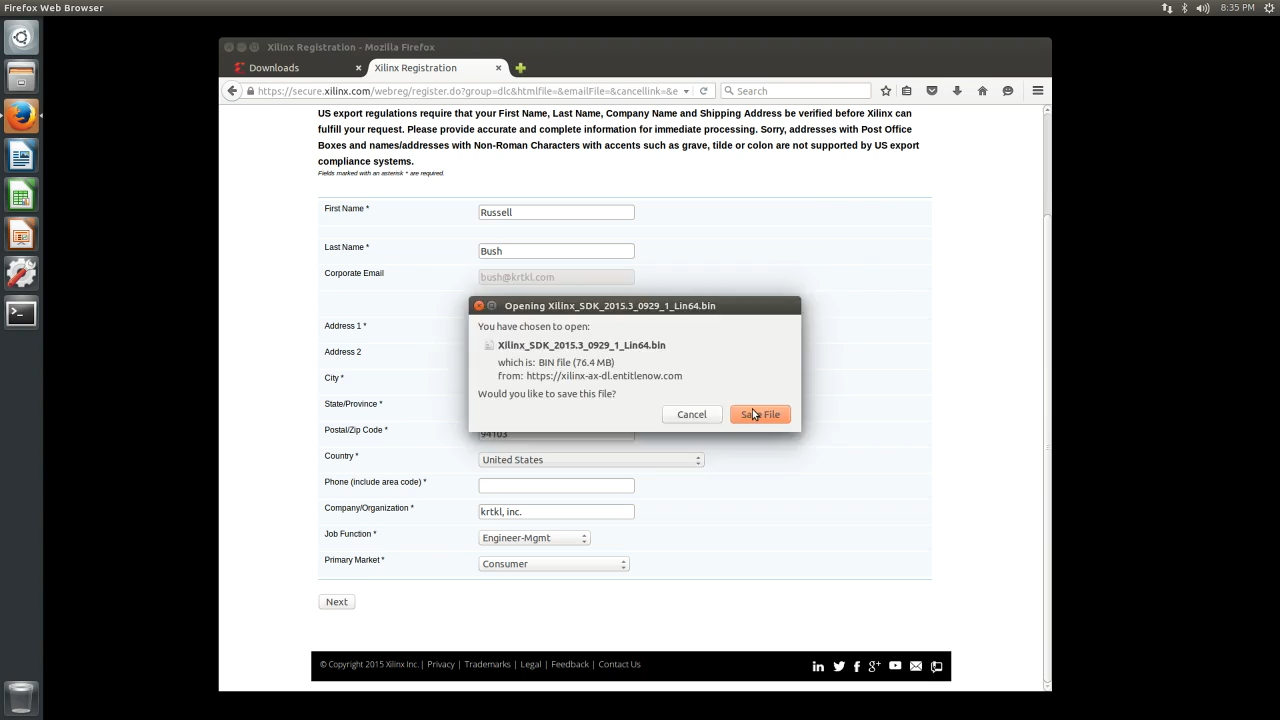 Firefox Web Browser
8:35 PM
Xilinx Registration - Mozilla Firefox
Downloads
Xilinx Registration
https://secure.xilinx.com/webreg/register.do?group=dlc&htmlfile=&emailFile=&cancellink=&e
Search
US export regulations require that your First Name, Last Name, Company Name and Shipping Address be verified before Xilinx can
fulfill your request. Please provide accurate and complete information for immediate processing. Sorry, addresses with Post Office
Boxes and names/addresses with Non-Roman Characters with accents such as grave, tilde or colon are not supported by US export
compliance systems.
Fields marked with an asterisk * are required.
First Name *
Russell
Last Name *
Bush
Corporate Email
bush@krtkl.com
Opening Xilinx_SDK_2015.3_0929_1_Lin64.bin
You have chosen to open:
Xilinx_SDK_2015.3_0929_1_Lin64.bin
which is: BIN file (76.4 MB)
from: https://xilinx-ax-dl.entitlenow.com
Would you like to save this file?
Cancel
Save File
Address 1 *
Address 2
City *
State/Province *
Postal/Zip Code *
94103
Country *
United States
Phone (include area code) *
Company/Organization *
krtkl, inc.
Job Function *
Engineer-Mgmt
Primary Market *
Consumer
Next
© Copyright 2015 Xilinx Inc. | Privacy | Trademarks | Legal | Feedback | Contact Us